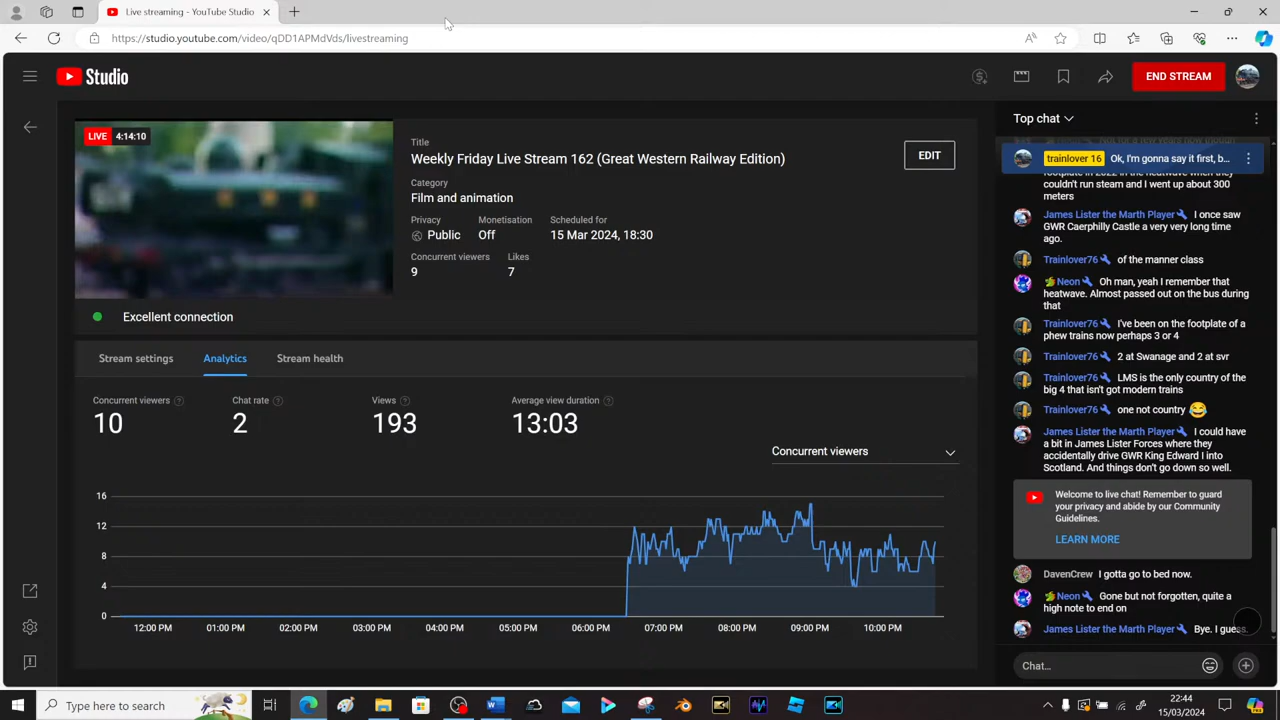 Live streaming - YouTube Studio
https://studio.youtube.com/video/qDD1APMdVds/livestreaming
Studio
END STREAM
LIVE 4:14:10
Title
Weekly Friday Live Stream 162 (Great Western Railway Edition)
EDIT
Category
Film and animation
Privacy Monetisation Scheduled for
Public Off 15 Mar 2024, 18:30
Concurrent viewers Likes
9 7
Excellent connection
Stream settings Analytics Stream health
Concurrent viewers Chat rate Views Average view duration
10 2 193 13:03
Concurrent viewers
16
12
8
4
0
12:00 PM 01:00 PM 02:00 PM 03:00 PM 04:00 PM 05:00 PM 06:00 PM 07:00 PM 08:00 PM 09:00 PM 10:00 PM
Top chat
trainlover 16 Ok, I'm gonna say it first, b...
footplate in 2022 in the heatwave when they
couldn't run steam and I went up about 300
meters
James Lister the Marth Player I once saw
GWR Caerphilly Castle a very very long time
ago.
Trainlover76 of the manner class
Neon Oh man, yeah I remember that
heatwave. Almost passed out on the bus during
that
Trainlover76 I've been on the footplate of a
phew trains now perhaps 3 or 4
Trainlover76 2 at Swanage and 2 at svr
Trainlover76 LMS is the only country of the
big 4 that isn't got modern trains
Trainlover76 one not country 😂
James Lister the Marth Player I could have
a bit in James Lister Forces where they
accidentally drive GWR King Edward I into
Scotland. And things don't go down so well.
Welcome to live chat! Remember to guard
your privacy and abide by our Community
Guidelines.
LEARN MORE
DavenCrew I gotta go to bed now.
Neon Gone but not forgotten, quite a
high note to end on
James Lister the Marth Player Bye. I guess.
Chat...
Type here to search
22:44
15/03/2024